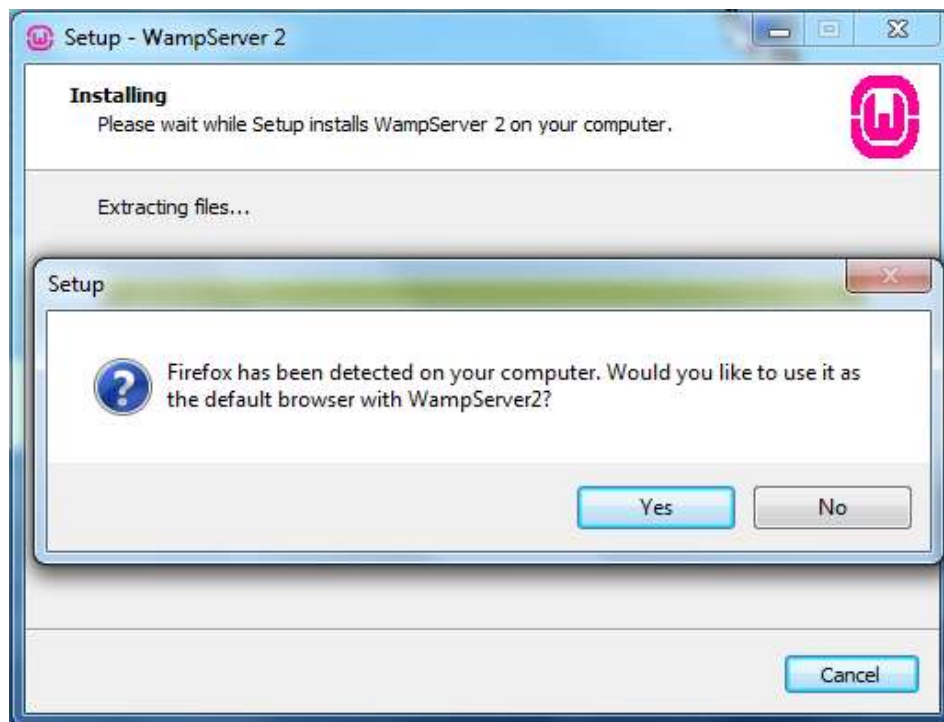 Setup - WampServer 2
Installing
Please wait while Setup installs WampServer 2 on your computer.
Extracting files...
Setup
Firefox has been detected on your computer. Would you like to use it as
the default browser with WampServer2?
Yes
No
Cancel